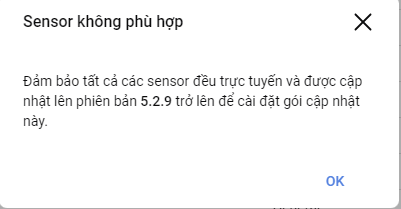 Sensor không phù hợp
Đảm bảo tất cả các sensor đều trực tuyến và được cập
nhật lên phiên bản 5.2.9 trở lên để cài đặt gói cập nhật
này.
OK